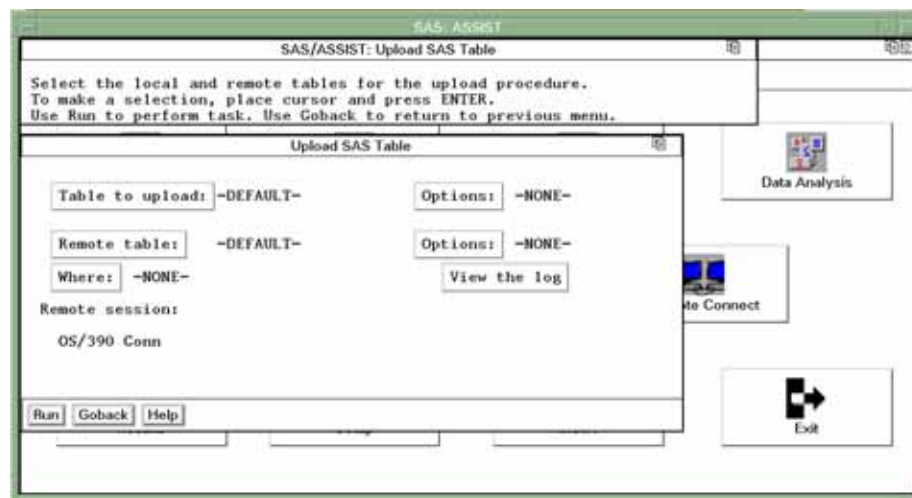 SAS: ASSIST
SAS/ASSIST: Upload SAS Table
Select the local and remote tables for the upload procedure.
To make a selection, place cursor and press ENTER.
Use Run to perform task. Use Goback to return to previous menu.
Upload SAS Table
Table to upload: -DEFAULT- Options: -NONE-
Remote table: -DEFAULT- Options: -NONE-
Where: -NONE- View the log
Remote session:
OS/390 Conn
Run Goback Help
Data Analysis
te Connect
Exit